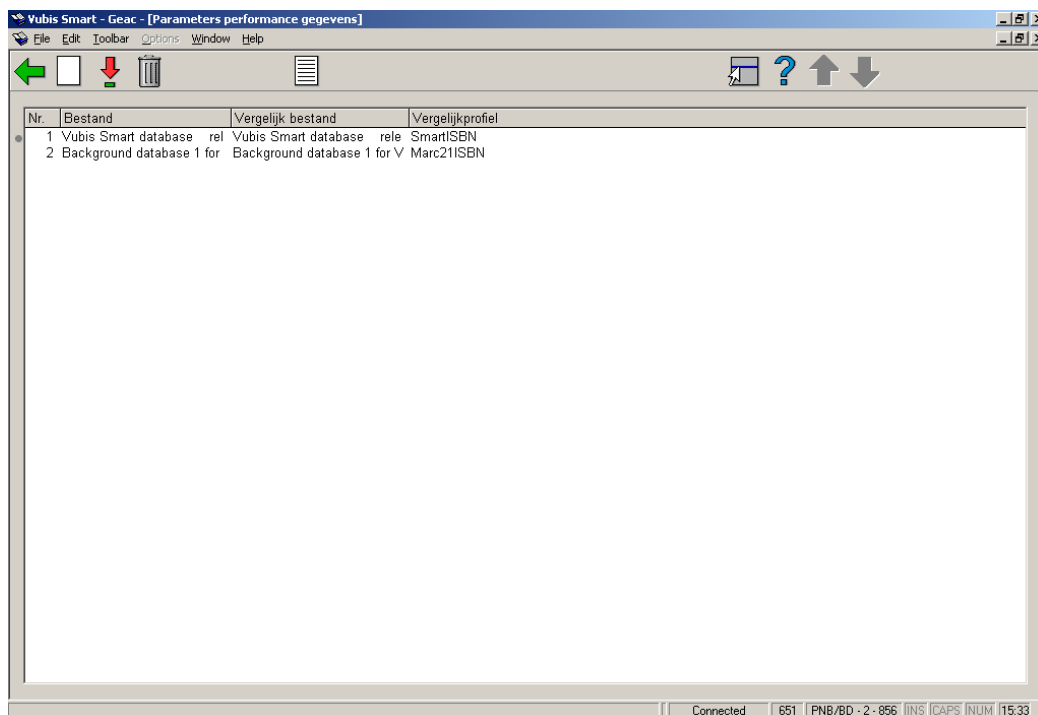 Vubis Smart - Geac - [Parameters performance gegevens]
File Edit Toolbar Options Window Help
Nr. Bestand Vergelijk bestand Vergelijkprofiel
1 Vubis Smart database rel Vubis Smart database rele SmartISBN
2 Background database 1 for Background database 1 for V Marc21ISBN
Connected 651 PNB/BD - 2 - 856 INS CAPS NUM 15:33